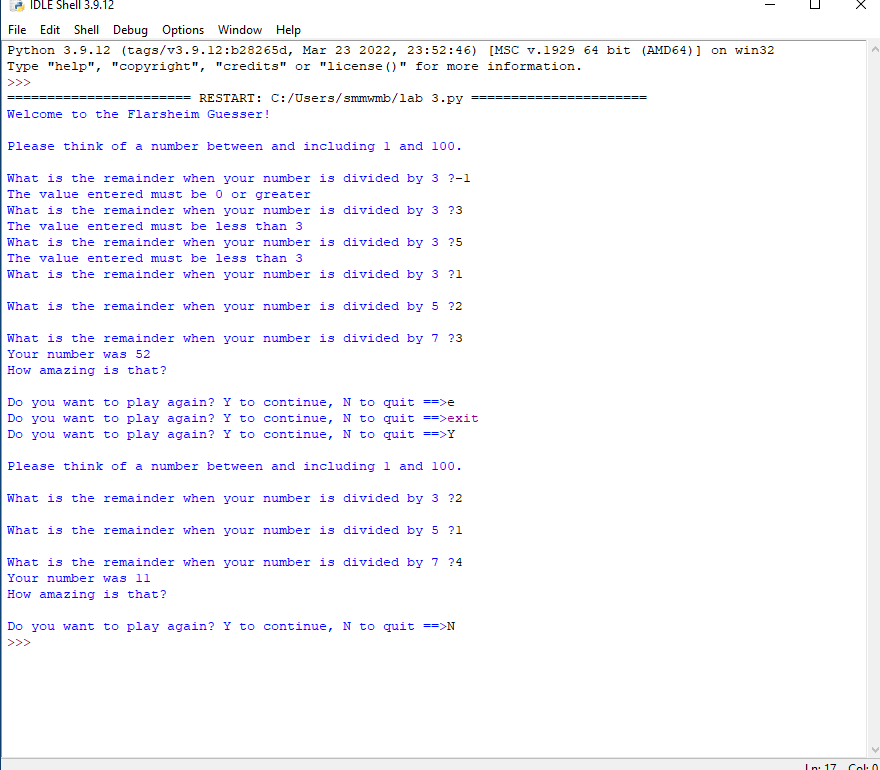 IDLE Shell 3.9.12
File Edit Shell Debug Options Window Help
Python 3.9.12 (tags/v3.9.12:b28265d, Mar 23 2022, 23:52:46) [MSC v.1929 64 bit (AMD64)] on win32
Type "help", "copyright", "credits" or "license()" for more information.
>>>
======================= RESTART: C:/Users/smmwmb/lab 3.py ======================
Welcome to the Flarsheim Guesser!
Please think of a number between and including 1 and 100.
What is the remainder when your number is divided by 3 ?-1
The value entered must be 0 or greater
What is the remainder when your number is divided by 3 ?3
The value entered must be less than 3
What is the remainder when your number is divided by 3 ?5
The value entered must be less than 3
What is the remainder when your number is divided by 3 ?1
What is the remainder when your number is divided by 5 ?2
What is the remainder when your number is divided by 7 ?3
Your number was 52
How amazing is that?
Do you want to play again? Y to continue, N to quit ==>e
Do you want to play again? Y to continue, N to quit ==>exit
Do you want to play again? Y to continue, N to quit ==>Y
Please think of a number between and including 1 and 100.
What is the remainder when your number is divided by 3 ?2
What is the remainder when your number is divided by 5 ?1
What is the remainder when your number is divided by 7 ?4
Your number was 11
How amazing is that?
Do you want to play again? Y to continue, N to quit ==>N
>>>
Ln: 17 Col: 0